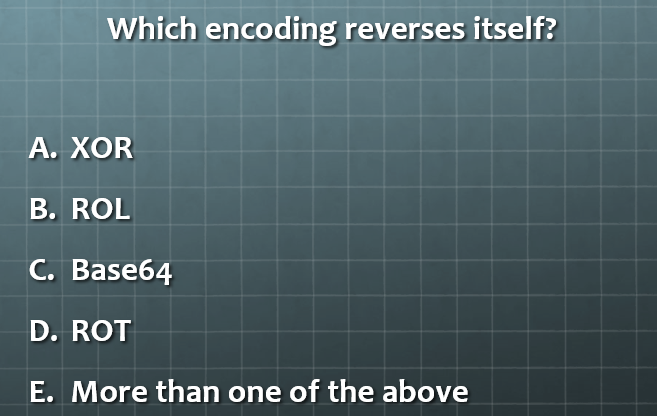 Which encoding reverses itself?
A. XOR
B. ROL
C. Base64
D. ROT
E. More than one of the above